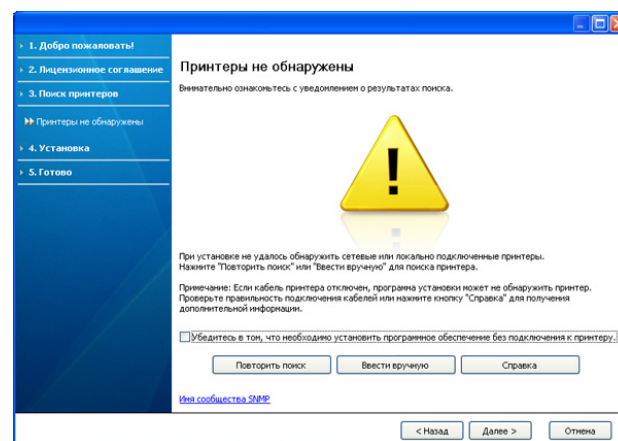 1. Добро пожаловать!
2. Лицензионное соглашение
3. Поиск принтеров
Принтеры не обнаружены
4. Установка
5. Готово
Принтеры не обнаружены
Внимательно ознакомьтесь с уведомлением о результатах поиска.
При установке не удалось обнаружить сетевые или локально подключенные принтеры.
Нажмите "Повторить поиск" или "Ввести вручную" для поиска принтера.
Примечание: Если кабель принтера отключен, программа установки может не обнаружить принтер.
Проверьте правильность подключения кабелей или нажмите кнопку "Справка" для получения
дополнительной информации.
Убедитесь в том, что необходимо установить программное обеспечение без подключения к принтеру.
Повторить поиск
Ввести вручную
Справка
Имя сообщества SNMP
< Назад
Далее >
Отмена